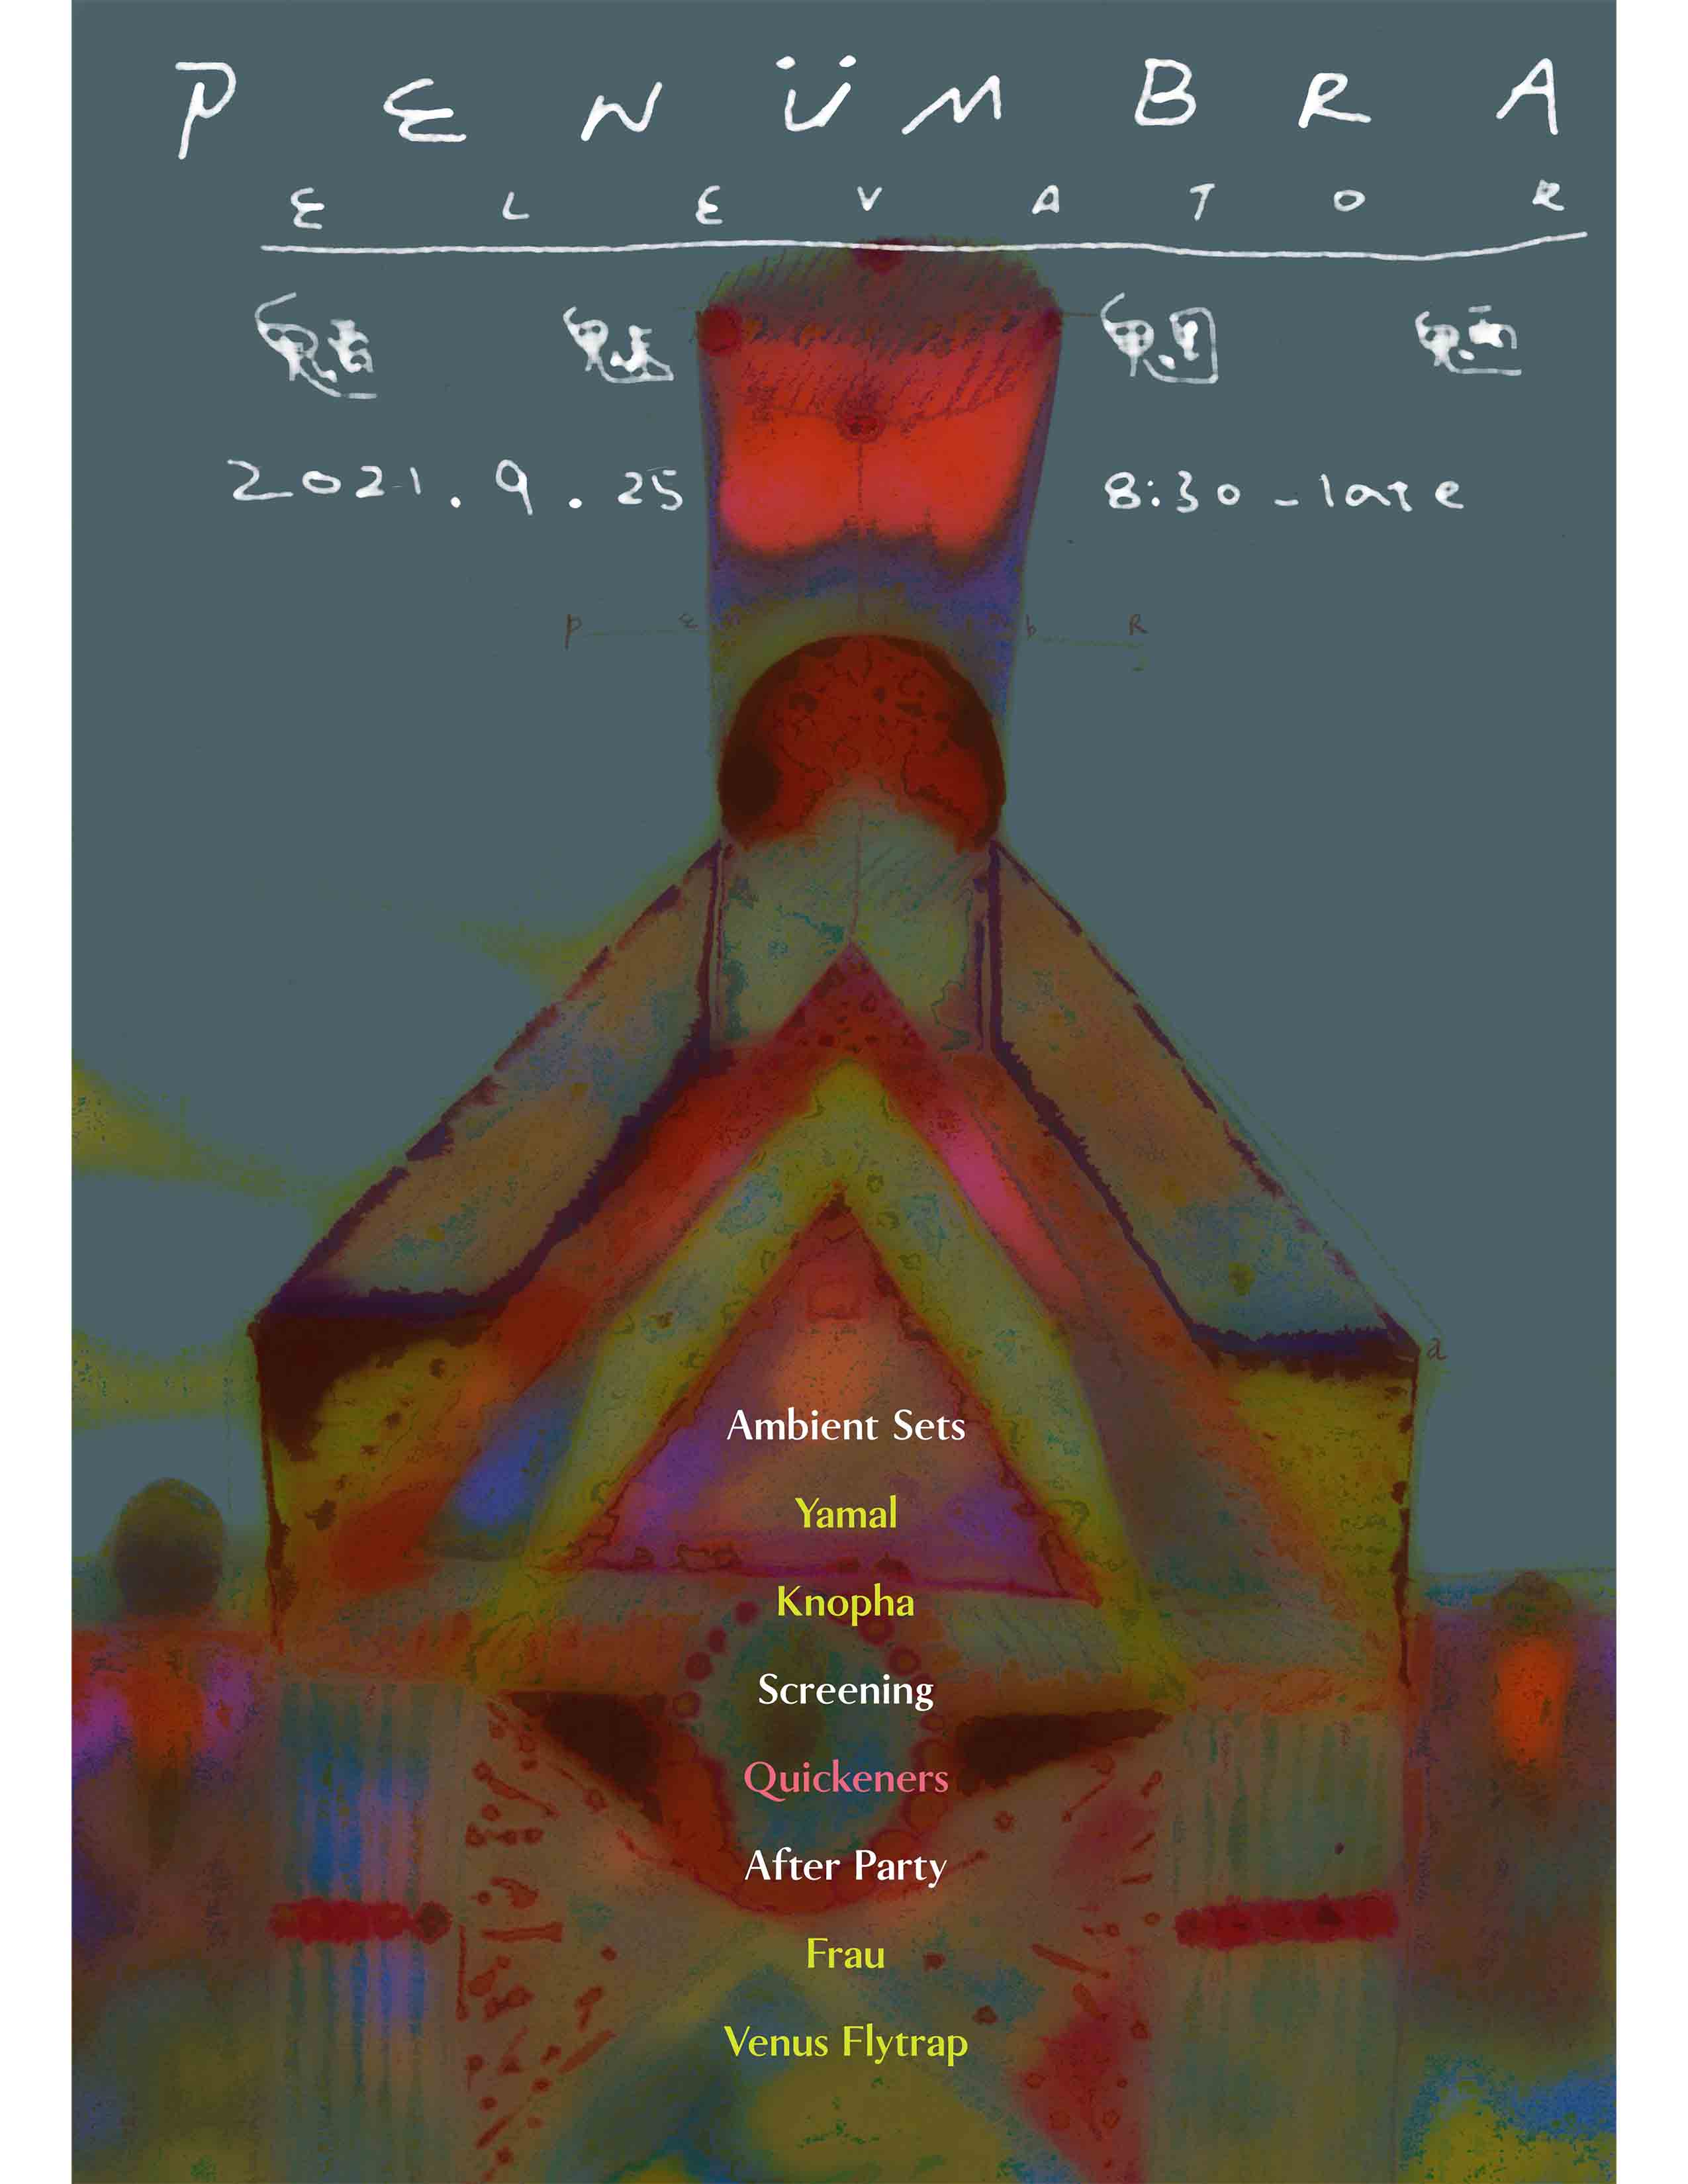 PENÜMBRA
ELEVATOR
2021.9.25 8:30-late
P E b R
a
Ambient Sets
Yamal
Knopha
Screening
Quickeners
After Party
Frau
Venus Flytrap